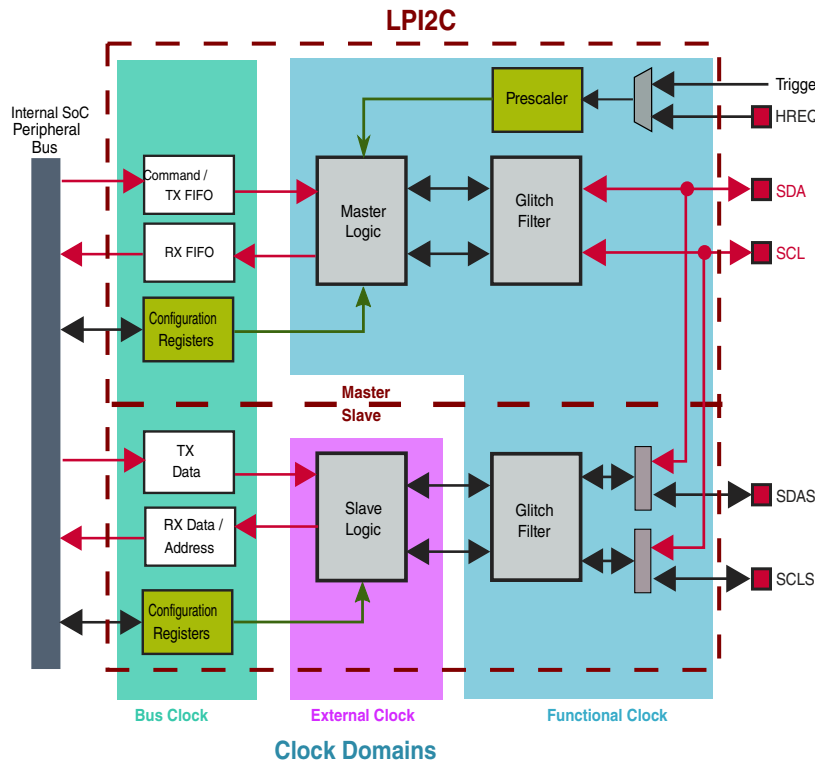 LPI2C
Internal SoC
Peripheral
Bus
Prescaler
Trigge
HREQ
Command /
TX FIFO
Master
Logic
Glitch
Filter
SDA
RX FIFO
SCL
Configuration
Registers
Master
Slave
TX
Data
Slave
Logic
Glitch
Filter
SDAS
RX Data /
Address
SCLS
Configuration
Registers
Bus Clock
External Clock
Functional Clock
Clock Domains